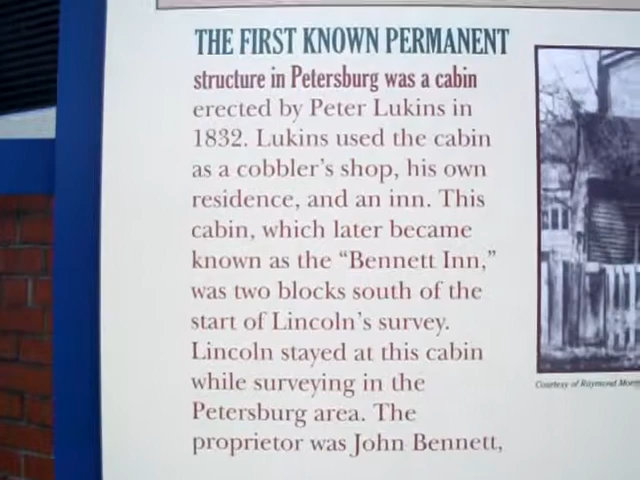 THE FIRST KNOWN PERMANENT
structure in Petersburg was a cabin
erected by Peter Lukins in
1832. Lukins used the cabin
as a cobbler's shop, his own
residence, and an inn. This
cabin, which later became
known as the “Bennett Inn,”
was two blocks south of the
start of Lincoln's survey.
Lincoln stayed at this cabin
while surveying in the
Petersburg area. The
proprietor was John Bennett,
Courtesy of Raymond